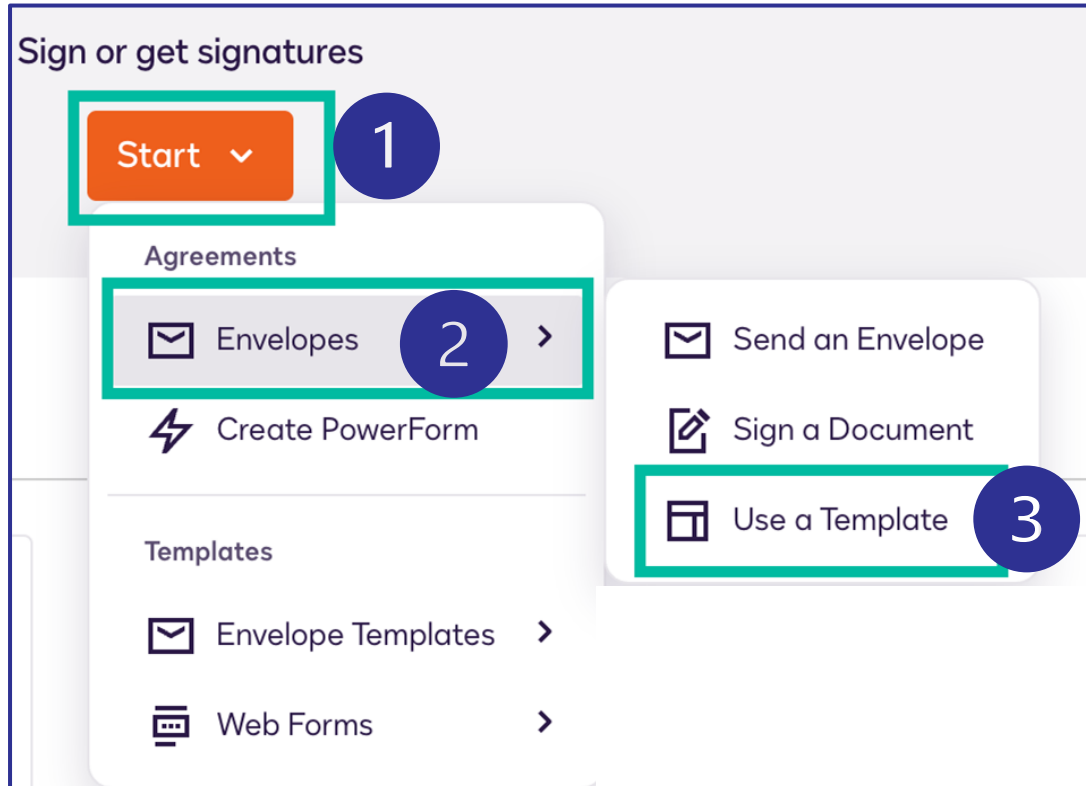 Sign or get signatures
Start
1
Agreements
Envelopes
2
Send an Envelope
Create PowerForm
Sign a Document
Use a Template
3
Templates
Envelope Templates
Web Forms